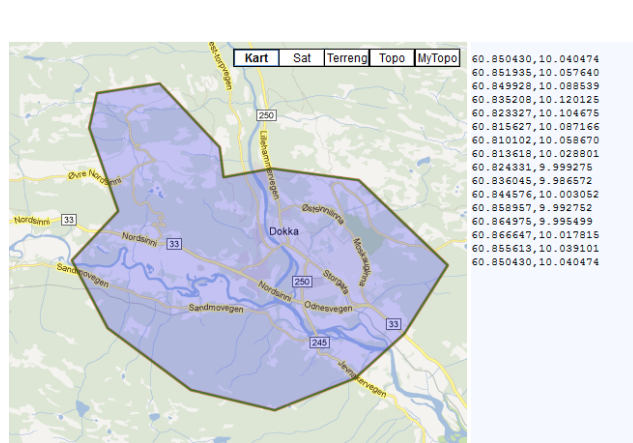 Kart Sat Terreng Topo MyTopo
250
Lillehammervegen
Øvre Nordsinni
Nordsinni 33
Nordsinni 33
Østsinnilinna
Dokka
Moskauglinna
Sandmovegen
250
Storgata
Nordsinni
Sandmovegen
Odnesvegen
33
245
Jevnakervegen
60.850430,10.040474
60.851935,10.057640
60.849928,10.088539
60.835208,10.120125
60.823327,10.104675
60.815627,10.087166
60.810102,10.058670
60.813618,10.028801
60.824331,9.999275
60.836045,9.986572
60.844576,10.003052
60.858957,9.992752
60.864975,9.995499
60.866647,10.017815
60.855613,10.039101
60.850430,10.040474